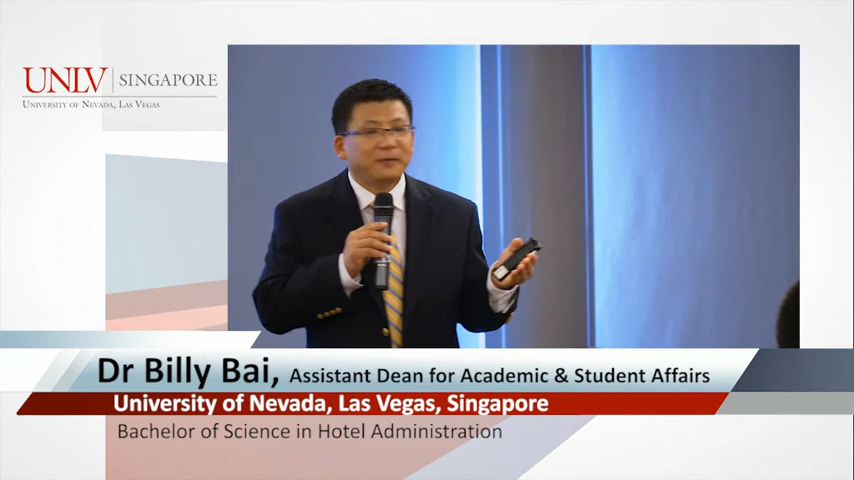 UNLV SINGAPORE
UNIVERSITY OF NEVADA, LAS VEGAS
Dr Billy Bai, Assistant Dean for Academic & Student Affairs
University of Nevada, Las Vegas, Singapore
Bachelor of Science in Hotel Administration